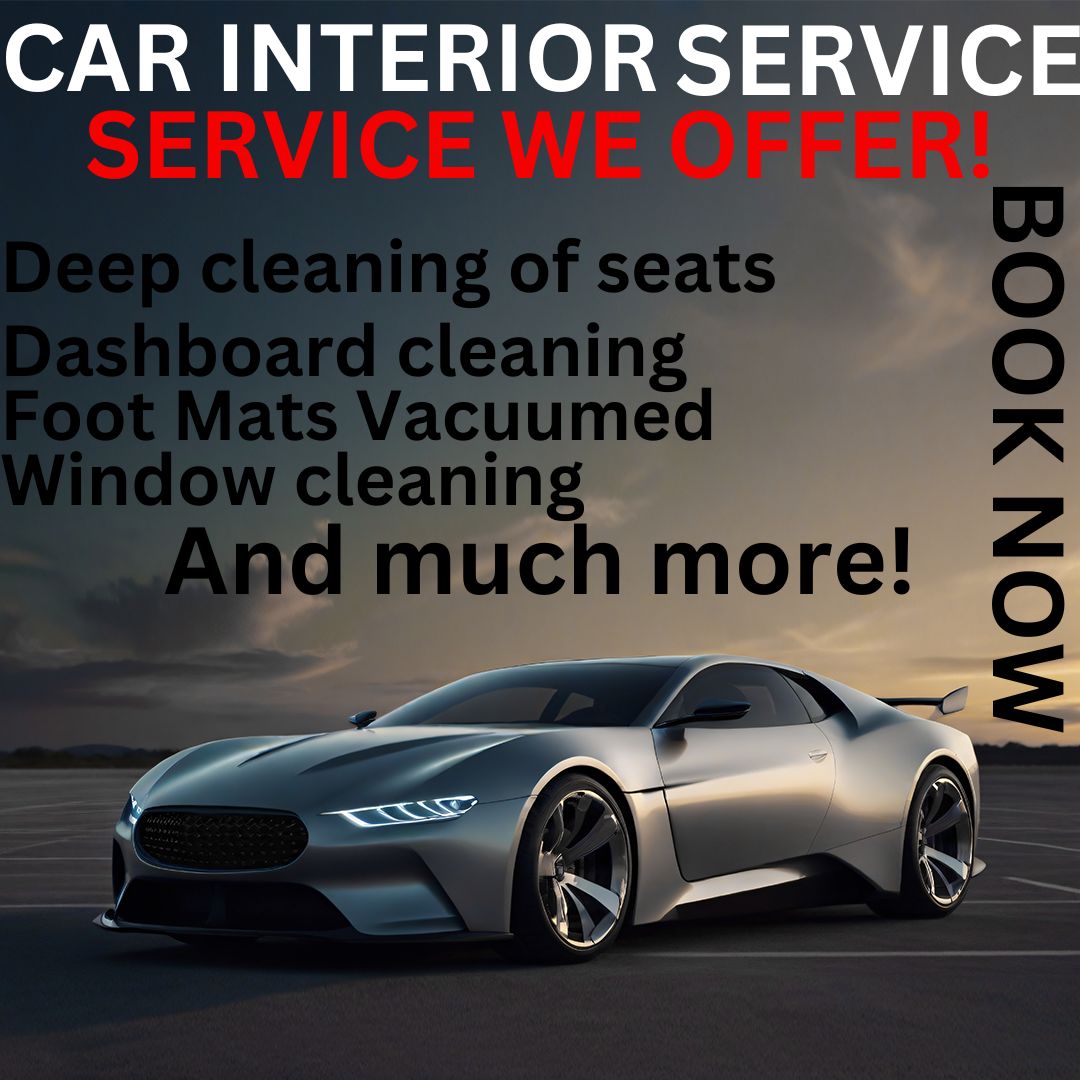 CAR INTERIOR SERVICE
SERVICE WE OFFER!
Deep cleaning of seats
Dashboard cleaning
Foot Mats Vacuumed
Window cleaning
And much more!
BOOK NOW